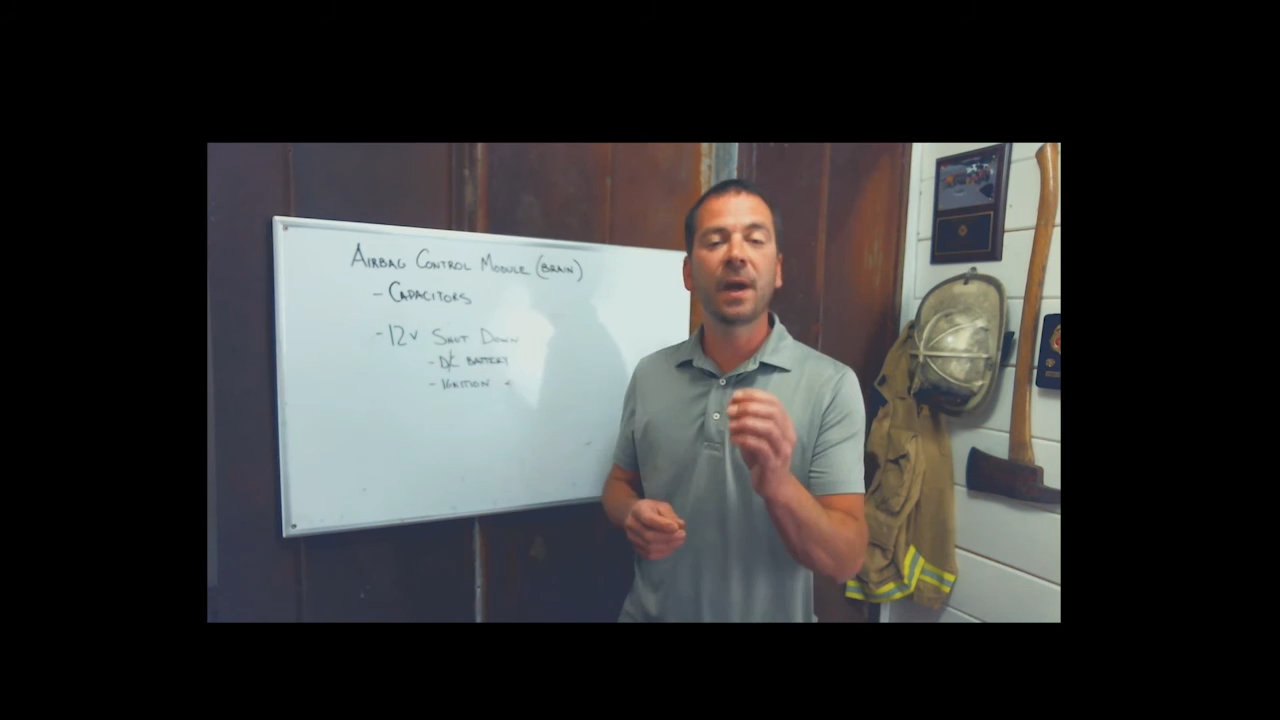 AIRBAG CONTROL MODULE (BRAIN)
- CAPACITORS
- 12V SHUT DOWN
- D/C BATTERY
- IGNITION